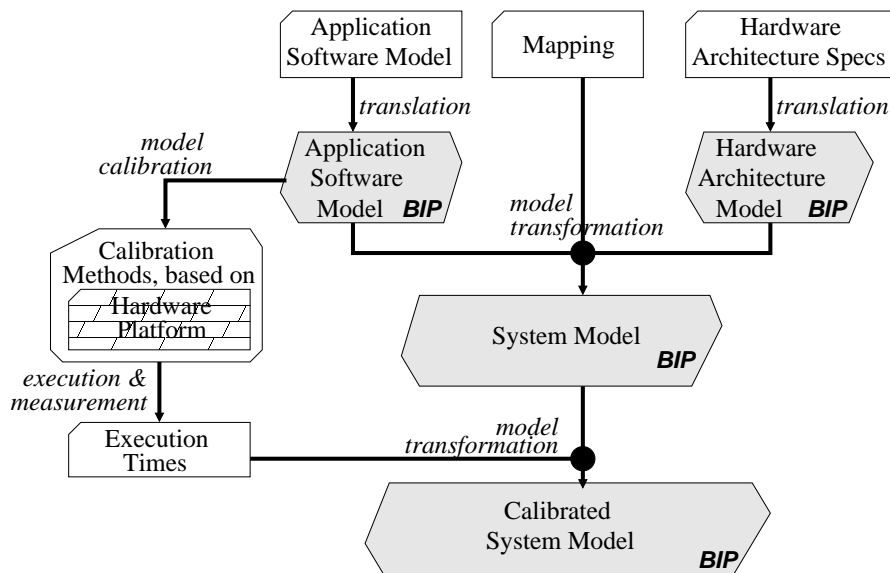 Application
Software Model
Mapping
Hardware
Architecture Specs
translation
translation
model
calibration
Application
Software
Model BIP
Hardware
Architecture
Model BIP
model
transformation
Calibration
Methods, based on
Hardware
Platform
System Model
BIP
execution &
measurement
model
transformation
Execution
Times
Calibrated
System Model
BIP